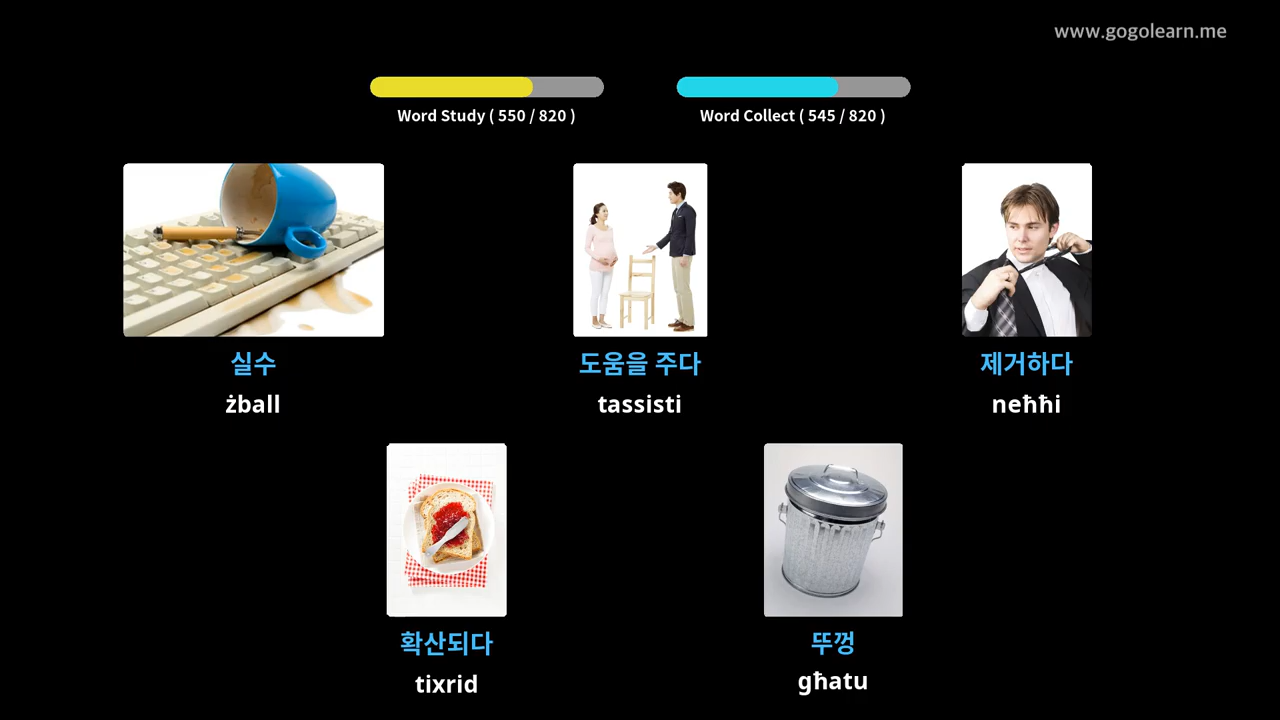 www.gogolearn.me
Word Study ( 550 / 820 )
Word Collect ( 545 / 820 )
실수
도움을 주다
제거하다
żball
tassisti
neħħi
확산되다
뚜껑
tixrid
għatu